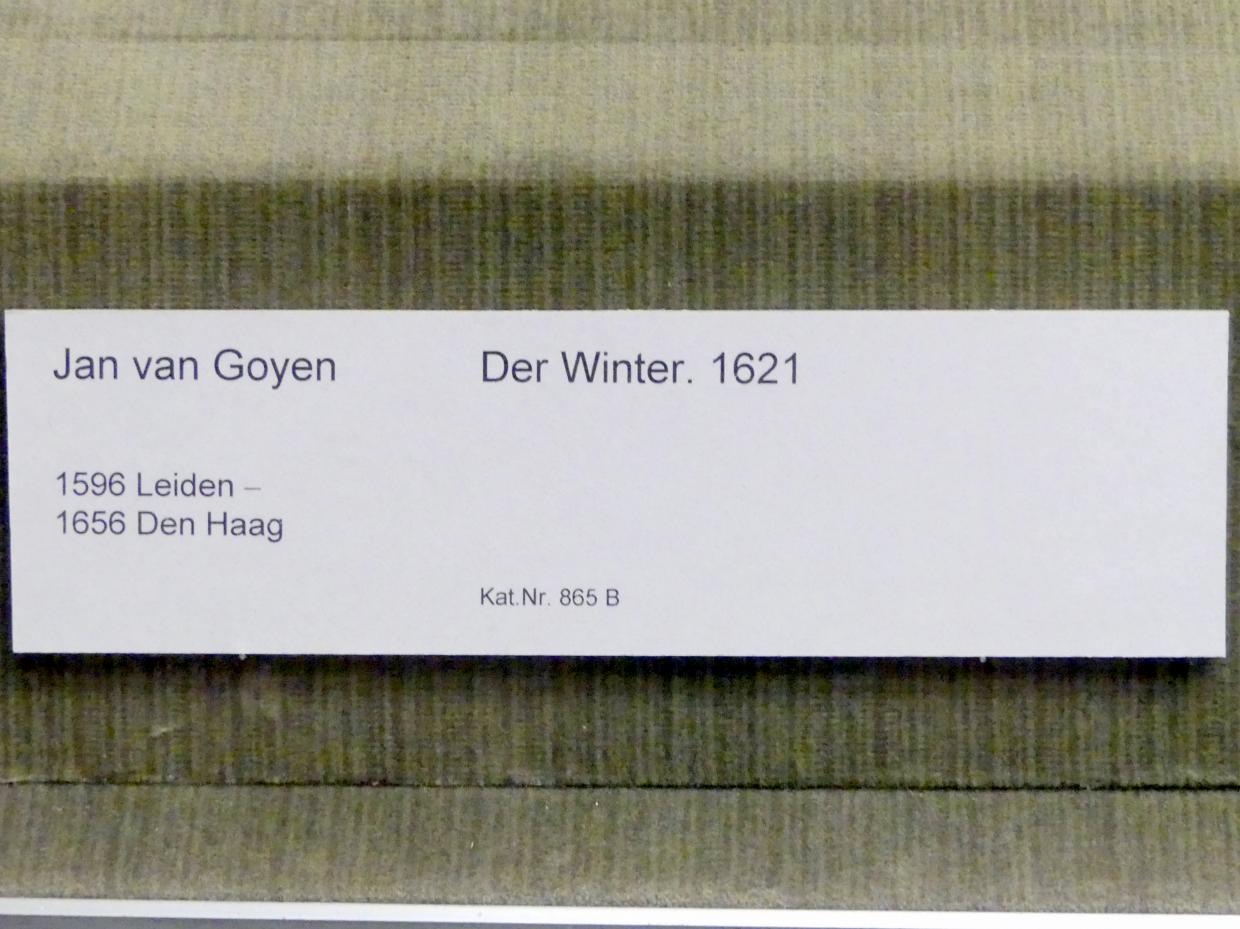 Jan van Goyen
Der Winter. 1621
1596 Leiden –
1656 Den Haag
Kat.Nr. 865 B